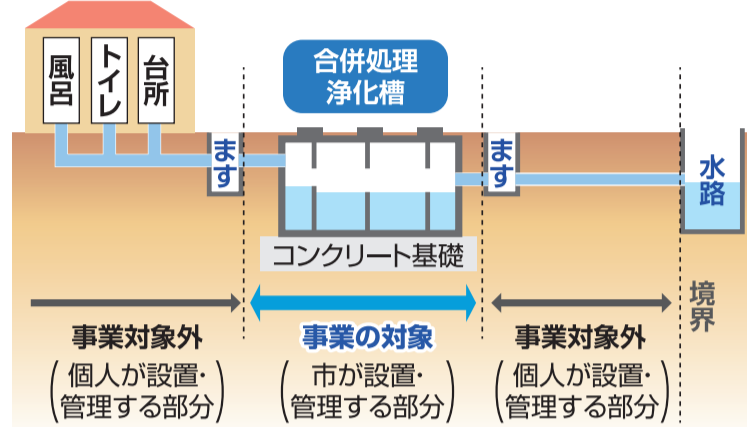 風呂
トイレ
台所
合併処理
浄化槽
ます
ます
水路
コンクリート基礎
境界
事業対象外
(個人が設置・
管理する部分)
事業の対象
(市が設置・
管理する部分)
事業対象外
(個人が設置・
管理する部分)